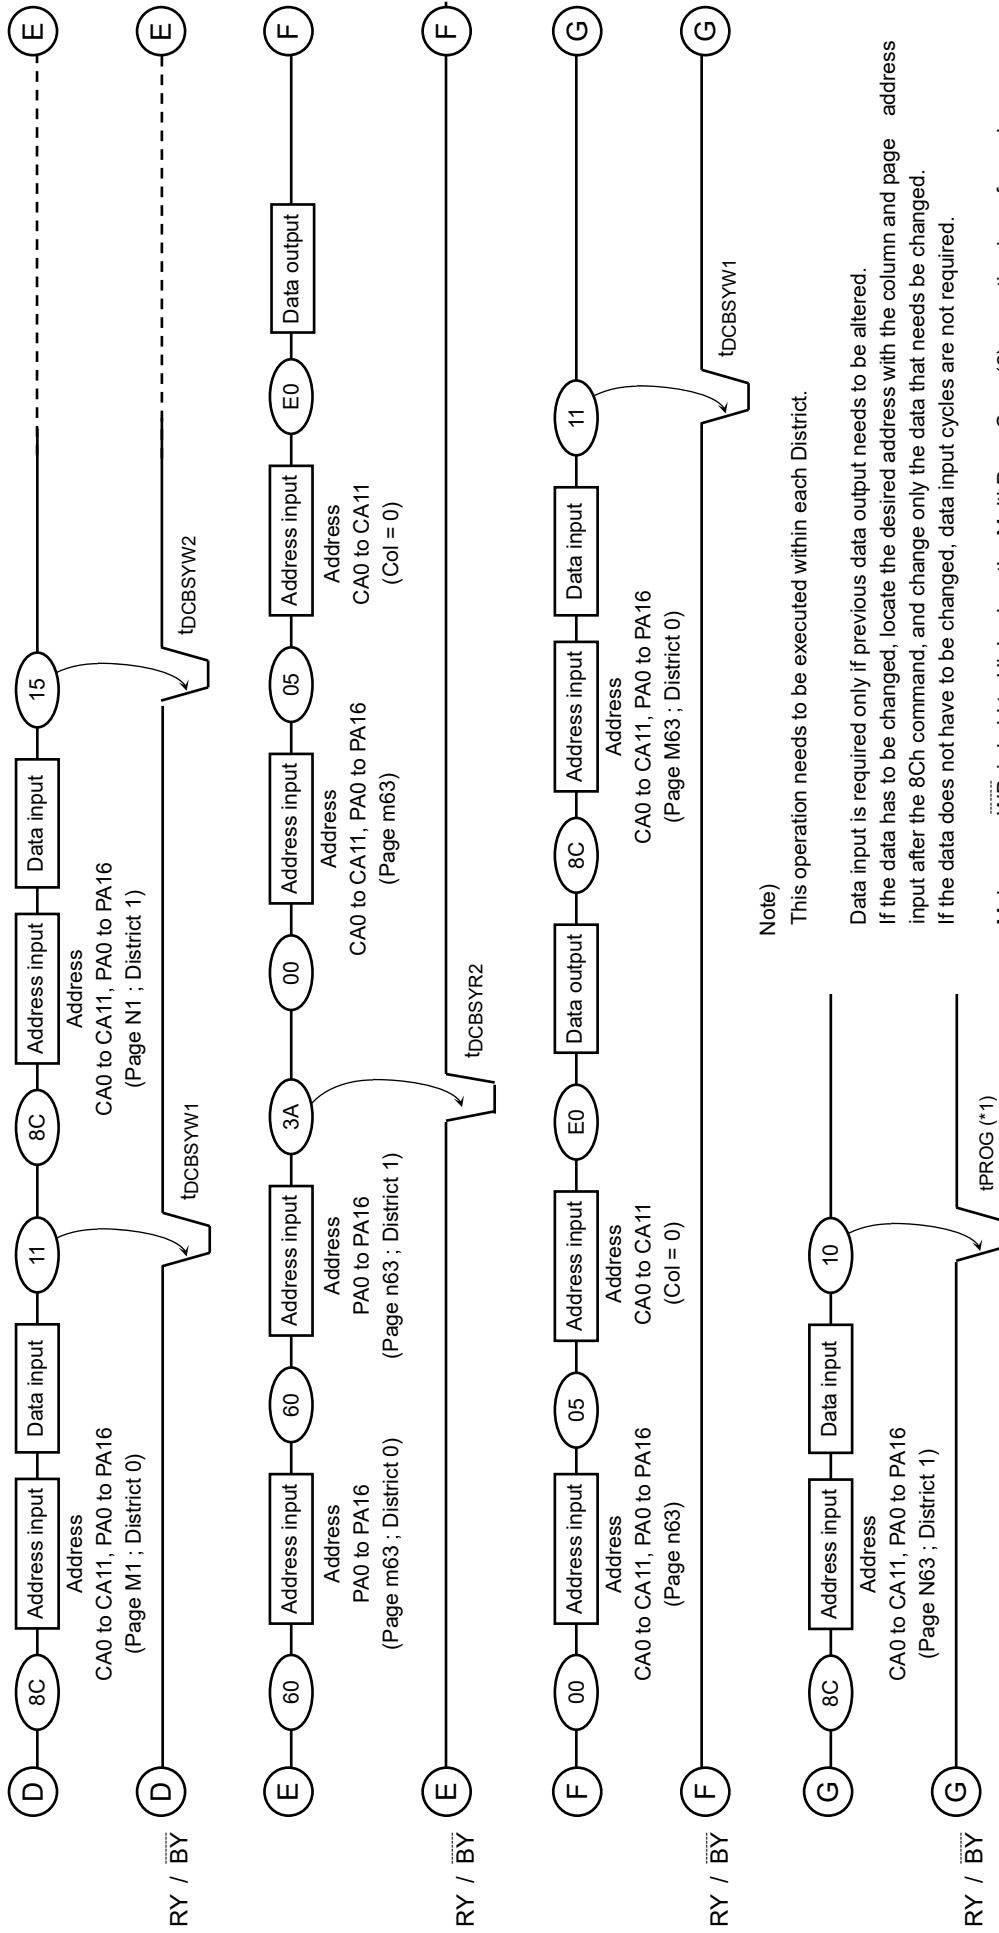 D 8C Address input Data input 11 8C Address input Data input 15 E
Address
CA0 to CA11, PA0 to PA16
(Page M1 ; District 0)
Address
CA0 to CA11, PA0 to PA16
(Page N1 ; District 1)
RY / BY D tDCBSYW1 tDCBSYW2 E
E 60 Address input 60 Address input 3A 00 Address input 05 Address input E0 Data output F
Address
PA0 to PA16
(Page m63 ; District 0)
Address
PA0 to PA16
(Page n63 ; District 1)
Address
CA0 to CA11, PA0 to PA16
(Page m63)
Address
CA0 to CA11
(Col = 0)
RY / BY E tDCBSYR2 F
F 00 Address input 05 Address input E0 Data output 8C Address input Data input 11 G
Address
CA0 to CA11, PA0 to PA16
(Page n63)
Address
CA0 to CA11
(Col = 0)
Address
CA0 to CA11, PA0 to PA16
(Page M63 ; District 0)
RY / BY F tDCBSYW1 G
G 8C Address input Data input 10
Address
CA0 to CA11, PA0 to PA16
(Page N63 ; District 1)
RY / BY G tPROG (*1)
Note)
This operation needs to be executed within each District.
Data input is required only if previous data output needs to be altered.
If the data has to be changed, locate the desired address with the column and page address
input after the 8Ch command, and change only the data that needs be changed.
If the data does not have to be changed, data input cycles are not required.